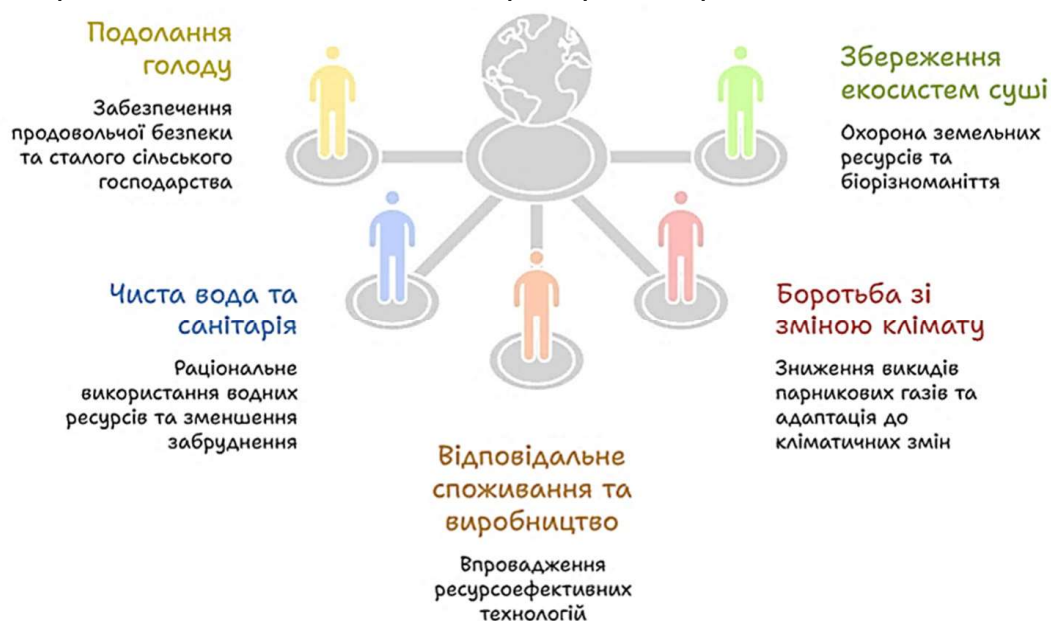 Подолання
голоду
Забезпечення
продовольчої безпеки
та сталого сільського
господарства
Чиста вода та
санітарія
Раціональне
використання водних
ресурсів та зменшення
забруднення
Відповідальне
споживання та
виробництво
Впровадження
ресурсоефективних
технологій
Боротьба зі
зміною клімату
Зниження викидів
парникових газів та
адаптація до
кліматичних змін
Збереження
екосистем суші
Охорона земельних
ресурсів та
біорізноманіття